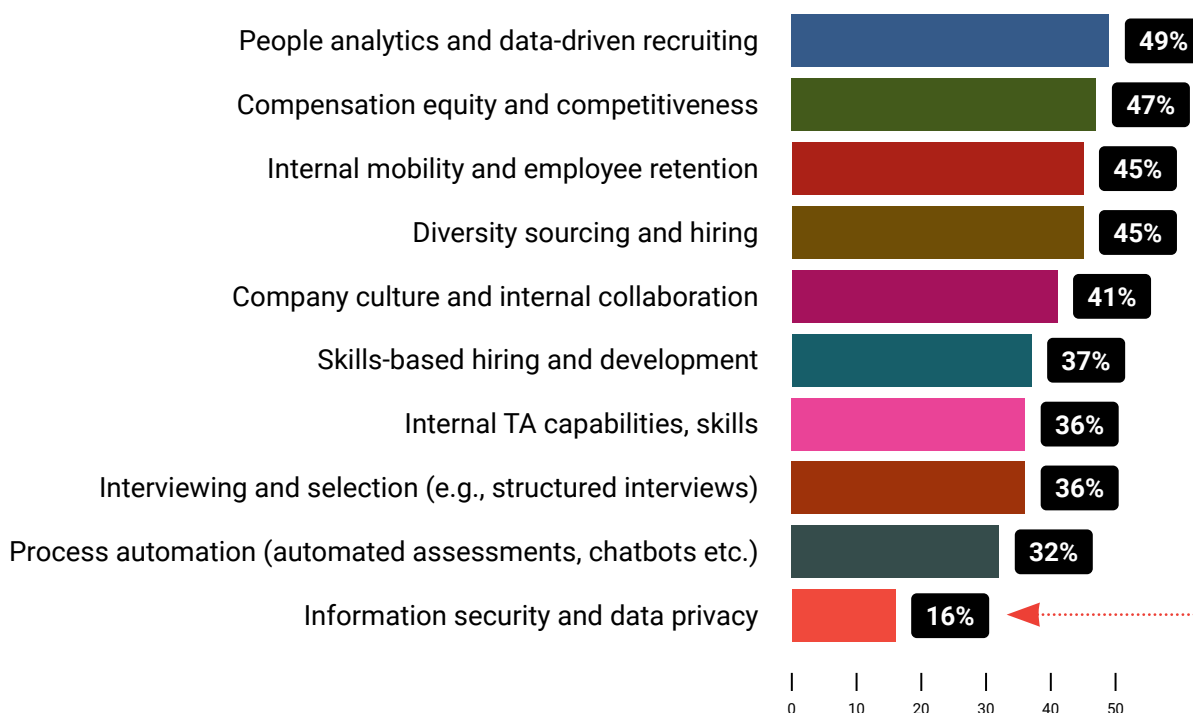 People analytics and data-driven recruiting 49%
Compensation equity and competitiveness 47%
Internal mobility and employee retention 45%
Diversity sourcing and hiring 45%
Company culture and internal collaboration 41%
Skills-based hiring and development 37%
Internal TA capabilities, skills 36%
Interviewing and selection (e.g., structured interviews) 36%
Process automation (automated assessments, chatbots etc.) 32%
Information security and data privacy 16%
0 10 20 30 40 50